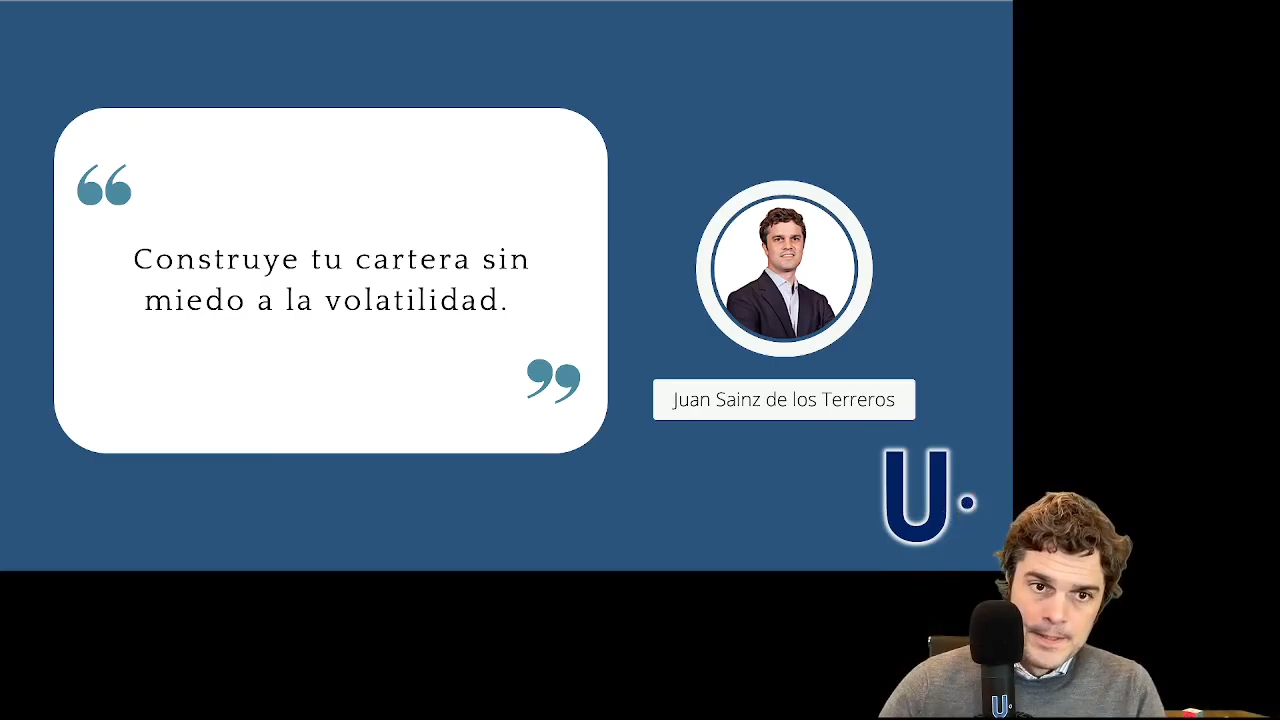 “
Construye tu cartera sin
miedo a la volatilidad.
”
Juan Sainz de los Terreros
U.
U.